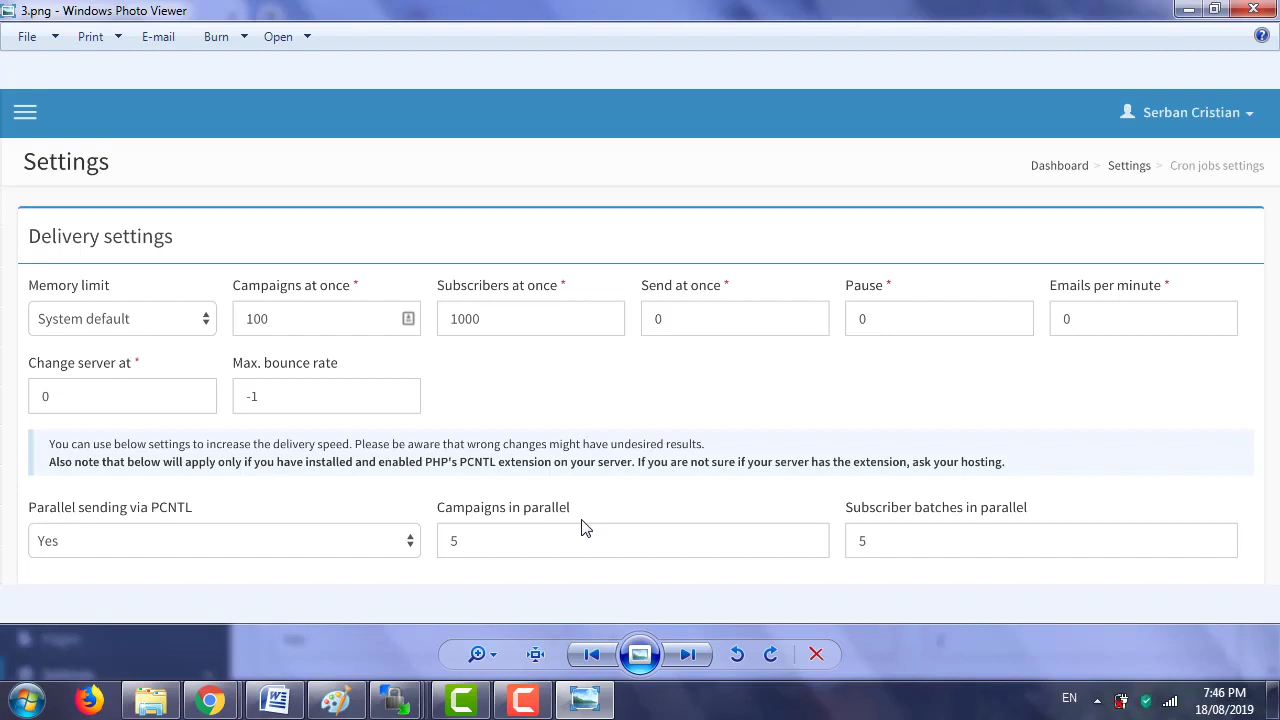 3.png - Windows Photo Viewer
File Print E-mail Burn Open
Serban Cristian
Settings
Dashboard > Settings > Cron jobs settings
Delivery settings
Memory limit Campaigns at once * Subscribers at once * Send at once * Pause * Emails per minute *
System default 100 1000 0 0 0
Change server at * Max. bounce rate
0 -1
You can use below settings to increase the delivery speed. Please be aware that wrong changes might have undesired results.
Also note that below will apply only if you have installed and enabled PHP's PCNTL extension on your server. If you are not sure if your server has the extension, ask your hosting.
Parallel sending via PCNTL Campaigns in parallel Subscriber batches in parallel
Yes 5 5
EN 7:46 PM
18/08/2019